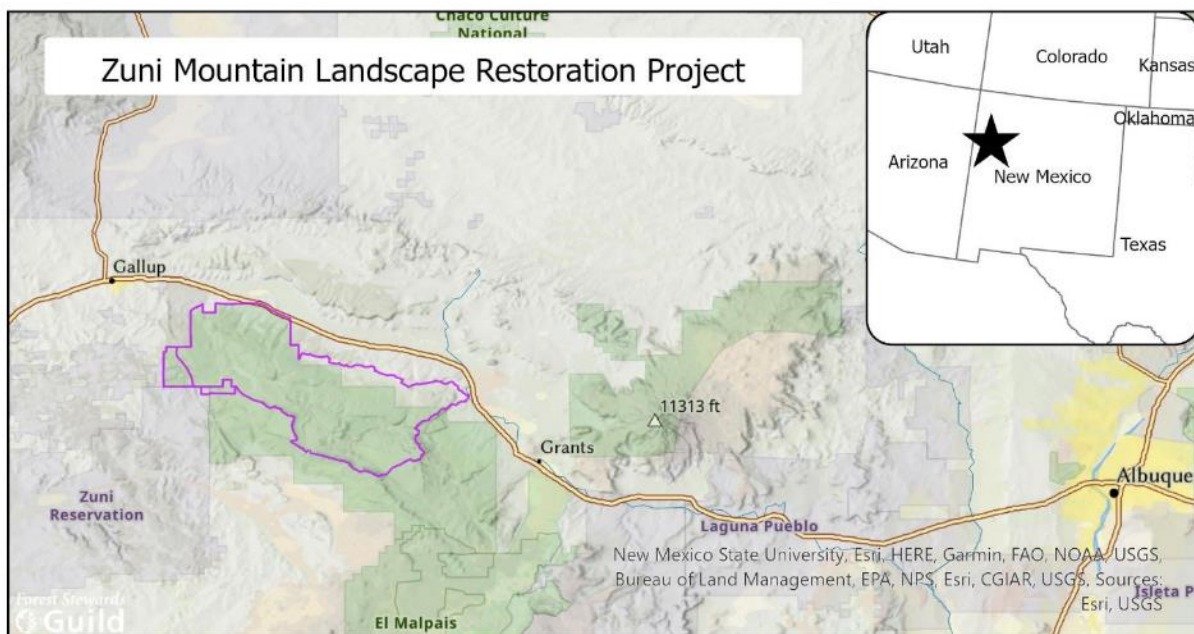 Chaco Culture
National
Zuni Mountain Landscape Restoration Project
Utah
Colorado
Kansas
Oklahoma
Arizona
New Mexico
Texas
Gallup
11313 ft
Grants
Albuque
Zuni
Reservation
Laguna Pueblo
New Mexico State University, Esri, HERE, Garmin, FAO, NOAA, USGS,
Bureau of Land Management, EPA, NPS, Esri, CGIAR, USGS, Sources:
Esri, USGS
Isleta P
Forest Stewards
Guild
El Malpais